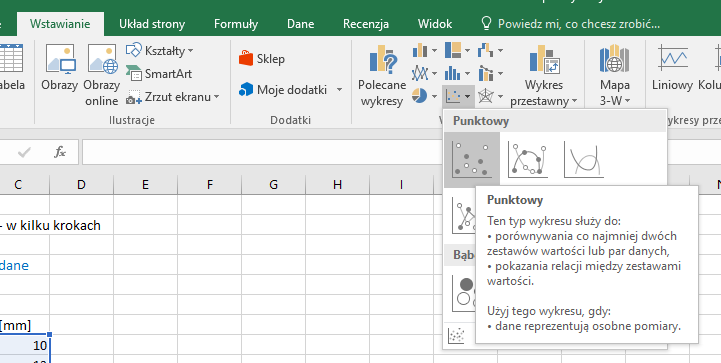 Wstawianie Układ strony Formuły Dane Recenzja Widok Powiedz mi, co chcesz zrobić...
abela
Obrazy
Obrazy online
Kształty
SmartArt
Zrzut ekranu
Ilustracje
Sklep
Moje dodatki
Dodatki
Polecane wykresy
Wykres przestawny
Mapa 3-W
Liniowy
Kolu
W
ykresy prze
Punktowy
fx
C D E F G H I N
Punktowy
Ten typ wykresu służy do:
• porównywania co najmniej dwóch
zestawów wartości lub par danych,
• pokazania relacji między zestawami
wartości.
Użyj tego wykresu, gdy:
• dane reprezentują osobne pomiary.
Bąb
- w kilku krokach
dane
[mm]
10